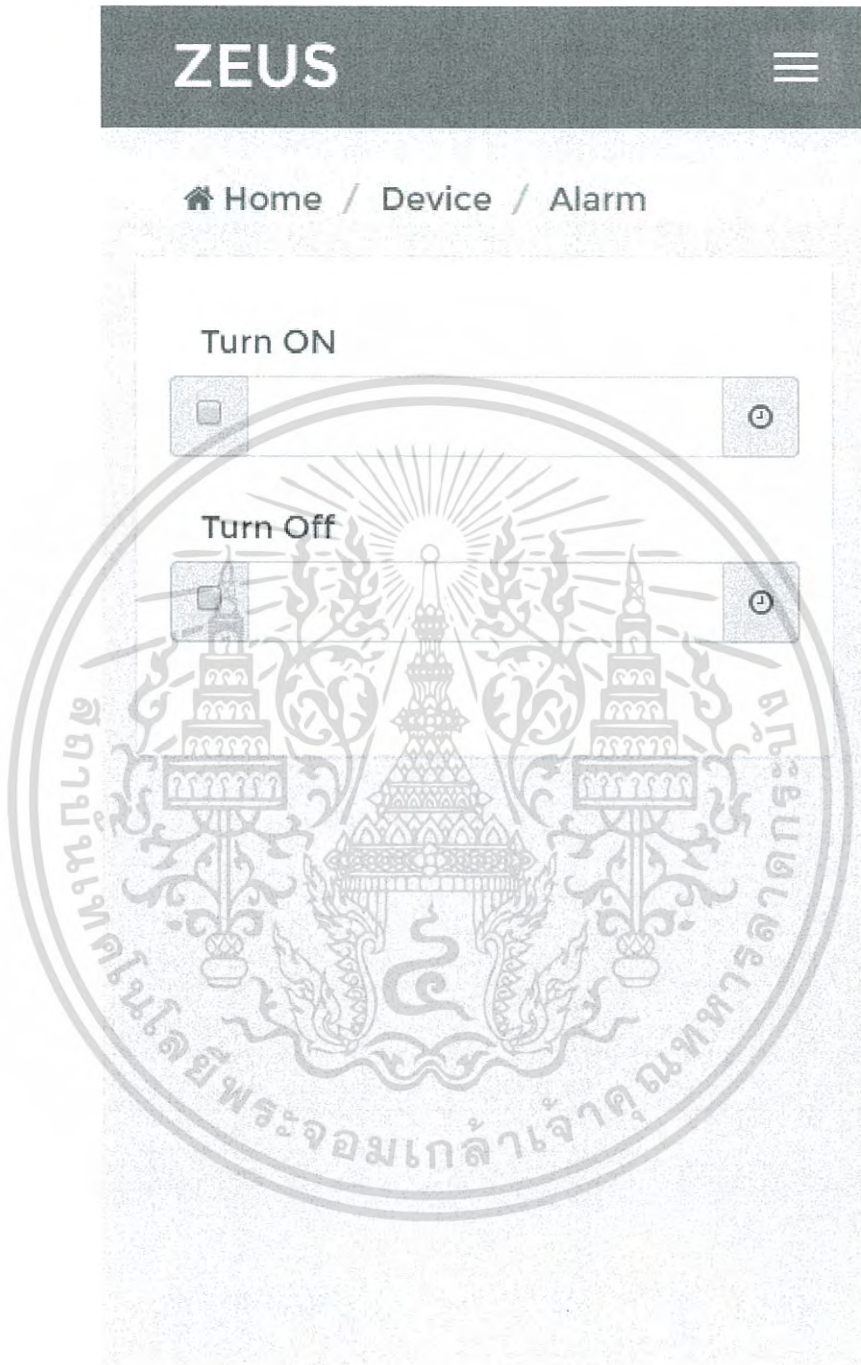 ZEUS
Home / Device / Alarm
Turn ON
Turn Off
สถาบันเทคโนโลยีพระจอมเกล้าเจ้าคุณทหารลาดกระบัง